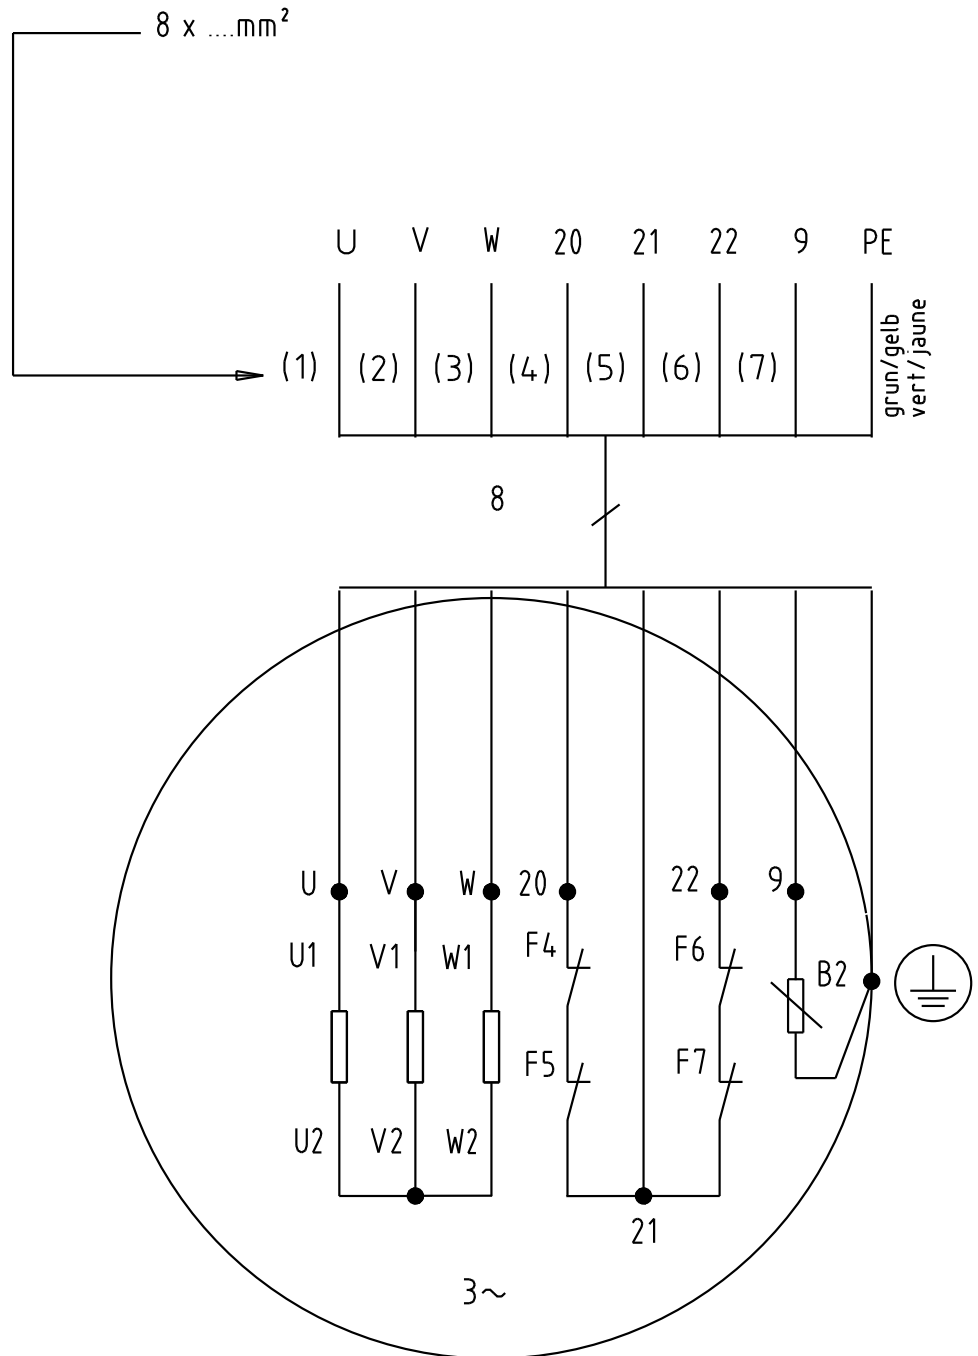 8 x ....mm²
U V W 20 21 22 9 PE
(1) (2) (3) (4) (5) (6) (7)
grun/gelb
vert/jaune
8
U V W 20 22 9
U1 V1 W1 F4 F6 B2
F5 F7
U2 V2 W2
21
3~